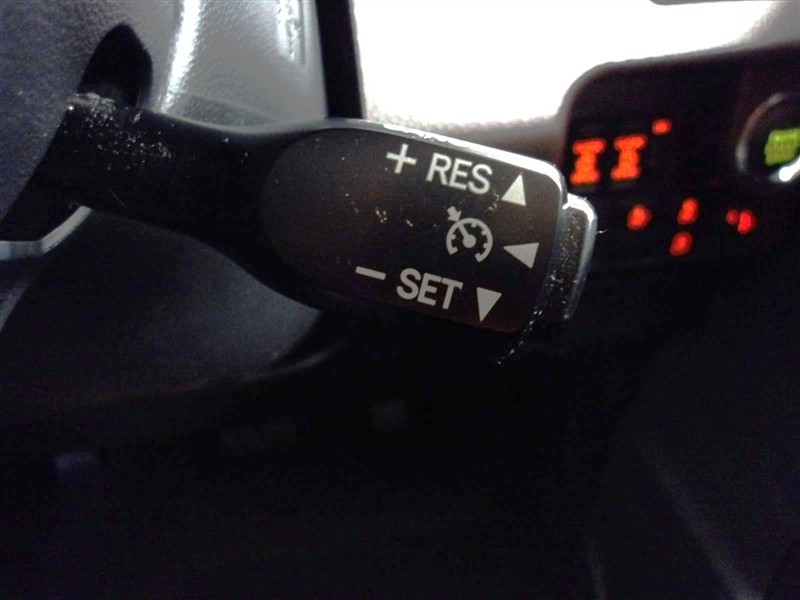 + RES
- SET